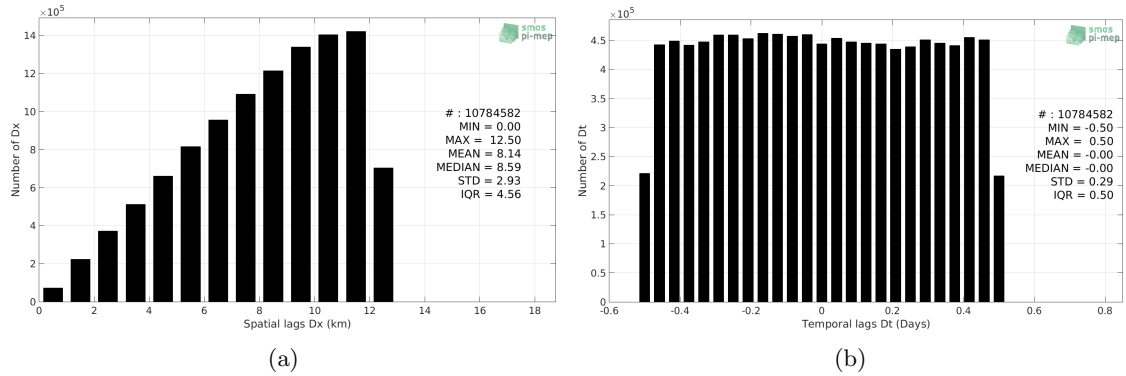 ×10⁵
14
12
10
8
6
4
2
0
Number of Dx
smos
pi-mep
# : 10784582
MIN = 0.00
MAX = 12.50
MEAN = 8.14
MEDIAN = 8.59
STD = 2.93
IQR = 4.56
0 2 4 6 8 10 12 14 16 18
Spatial lags Dx (km)
(a)
×10⁵
4.5
4
3.5
3
2.5
2
1.5
1
0.5
0
Number of Dt
smos
pi-mep
# : 10784582
MIN = -0.50
MAX = 0.50
MEAN = -0.00
MEDIAN = -0.00
STD = 0.29
IQR = 0.50
-0.6 -0.4 -0.2 0 0.2 0.4 0.6 0.8
Temporal lags Dt (Days)
(b)